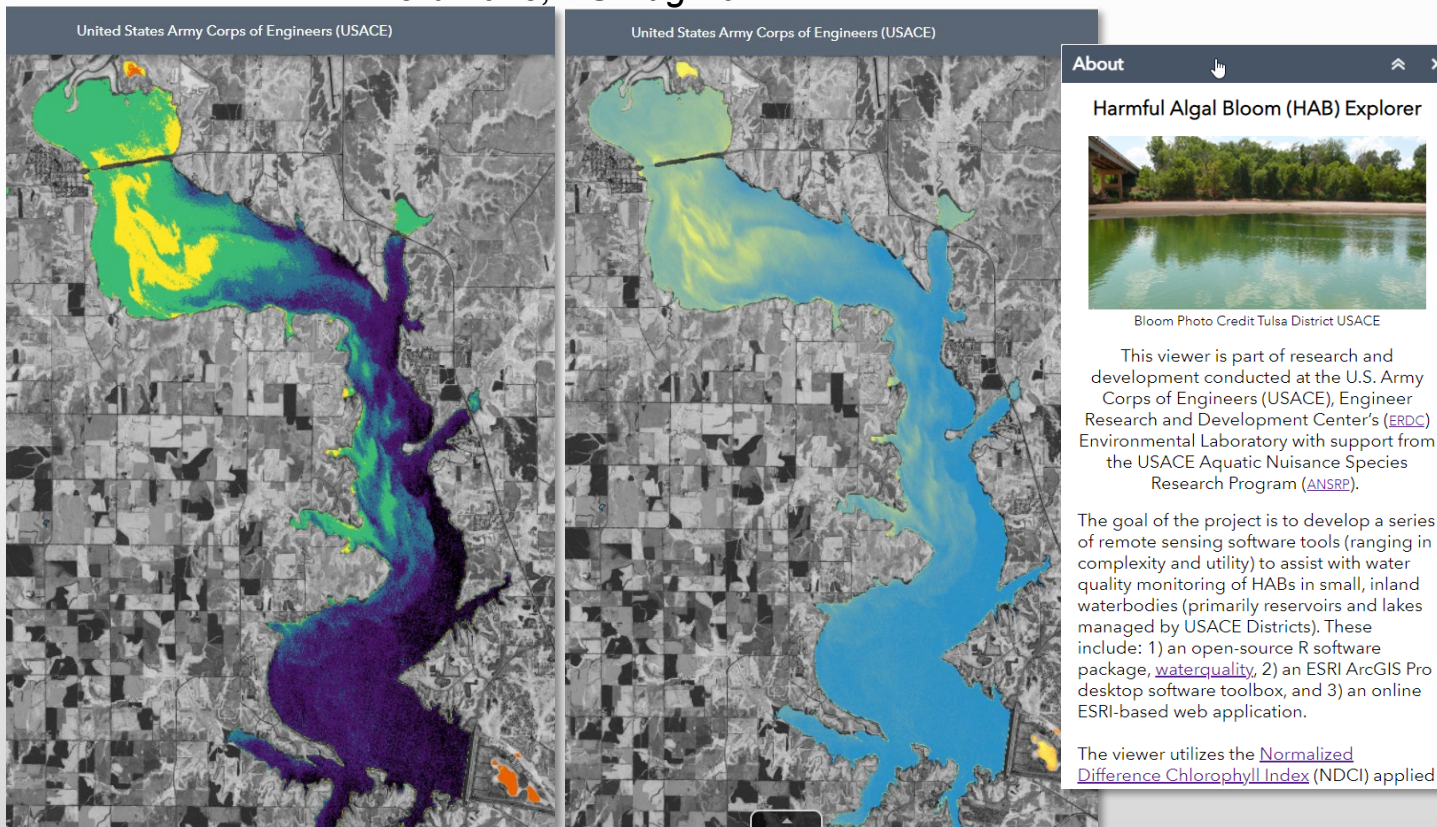 United States Army Corps of Engineers (USACE)
United States Army Corps of Engineers (USACE)
About
Harmful Algal Bloom (HAB) Explorer
Bloom Photo Credit Tulsa District USACE
This viewer is part of research and
development conducted at the U.S. Army
Corps of Engineers (USACE), Engineer
Research and Development Center's (ERDC)
Environmental Laboratory with support from
the USACE Aquatic Nuisance Species
Research Program (ANSRP).
The goal of the project is to develop a series
of remote sensing software tools (ranging in
complexity and utility) to assist with water
quality monitoring of HABs in small, inland
waterbodies (primarily reservoirs and lakes
managed by USACE Districts). These
include: 1) an open-source R software
package, waterquality, 2) an ESRI ArcGIS Pro
desktop software toolbox, and 3) an online
ESRI-based web application.
The viewer utilizes the Normalized
Difference Chlorophyll Index (NDCI) applied